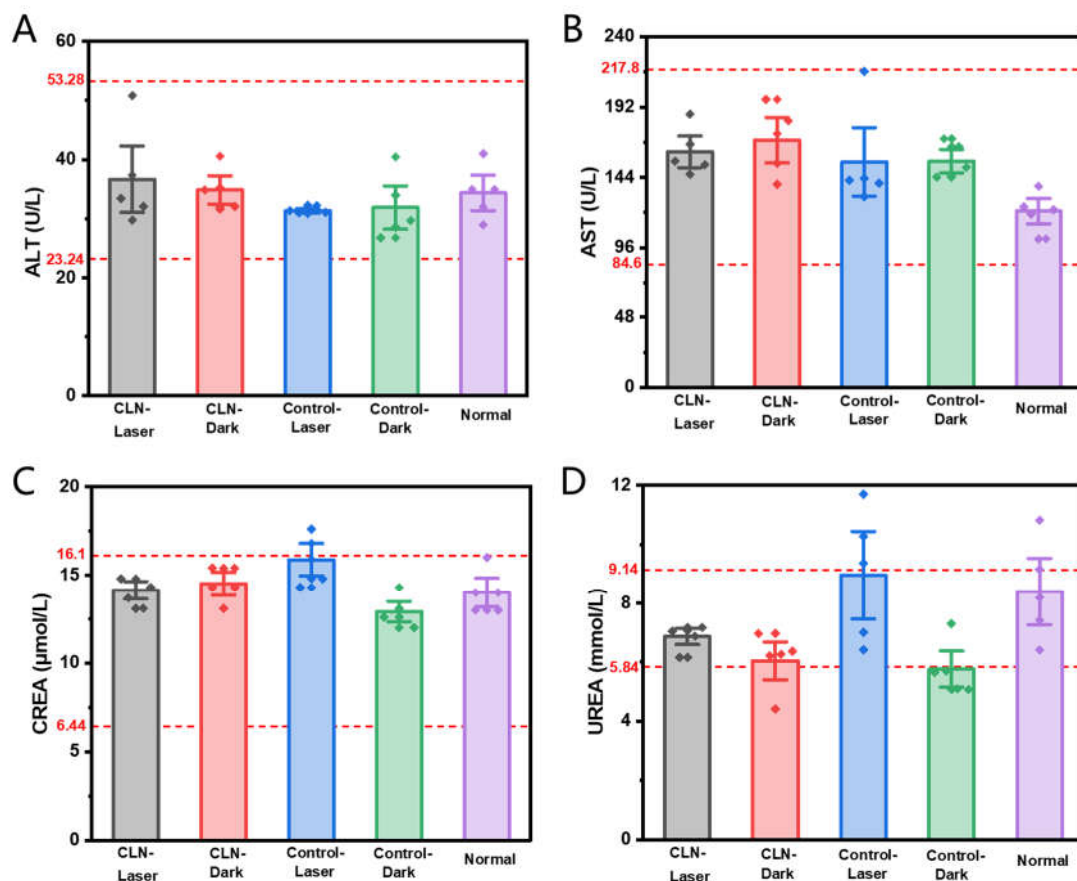 A
60
53.28
40
23.24
20
0
ALT (U/L)
CLN-
Laser
CLN-
Dark
Control-
Laser
Control-
Dark
Normal
B
240
217.8
192
144
96
84.6
48
0
AST (U/L)
CLN-
Laser
CLN-
Dark
Control-
Laser
Control-
Dark
Normal
C
20
16.1
15
10
6.44
5
0
CREA (μmol/L)
CLN-
Laser
CLN-
Dark
Control-
Laser
Control-
Dark
Normal
D
12
9.14
8
5.84
4
0
UREA (mmol/L)
CLN-
Laser
CLN-
Dark
Control-
Laser
Control-
Dark
Normal